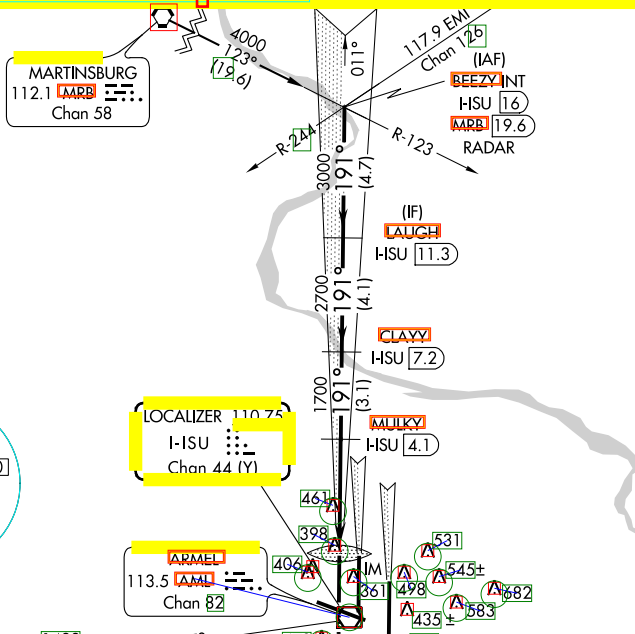 4000
123°
(19.6)
117.9 EMI
Chan 126
011°
(IAF)
BEEZY INT
I-ISU 16
MRB 19.6
RADAR
MARTINSBURG
112.1 MRB
Chan 58
R-244
R-123
3000
191°
(4.7)
(IF)
LAUGH
I-ISU 11.3
2700
191°
(4.1)
CLAYY
I-ISU 7.2
1700
191°
(3.1)
MULKY
I-ISU 4.1
LOCALIZER 110.75
I-ISU
Chan 44 (Y)
461
398
406
IM
361
531
545±
498
682
583
435 ±
ARMEL
113.5 AML
Chan 82